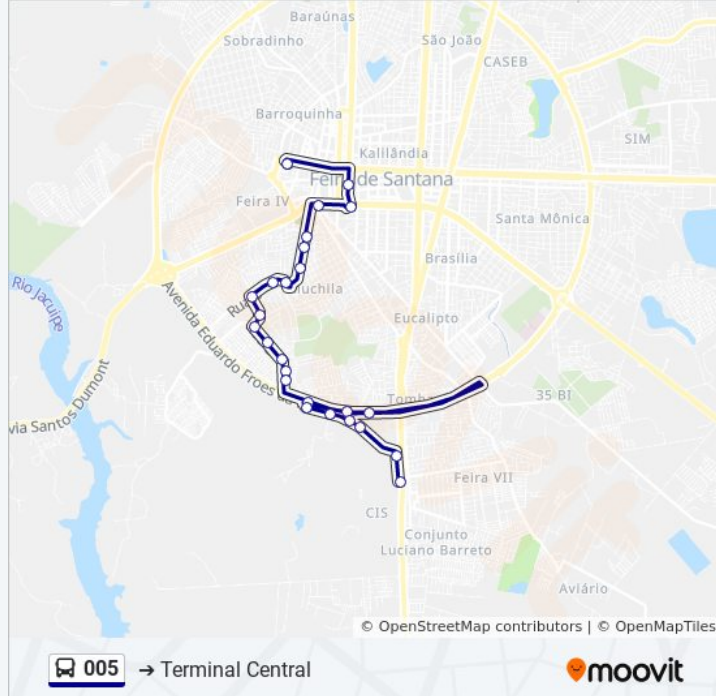 Baraúnas
Sobradinho
São João
CASEB
Barroquinha
SIM
Kalilândia
Feira de Santana
Feira IV
Santa Mônica
Brasília
Rio Jacuípe
Eucalipto
Avenida Eduardo Froes da
via Santos Dumont
35 BI
Feira VII
CIS
Conjunto
Luciano Barreto
Aviário
© OpenStreetMap contributors | © OpenMapTiles
005 → Terminal Central
moovit